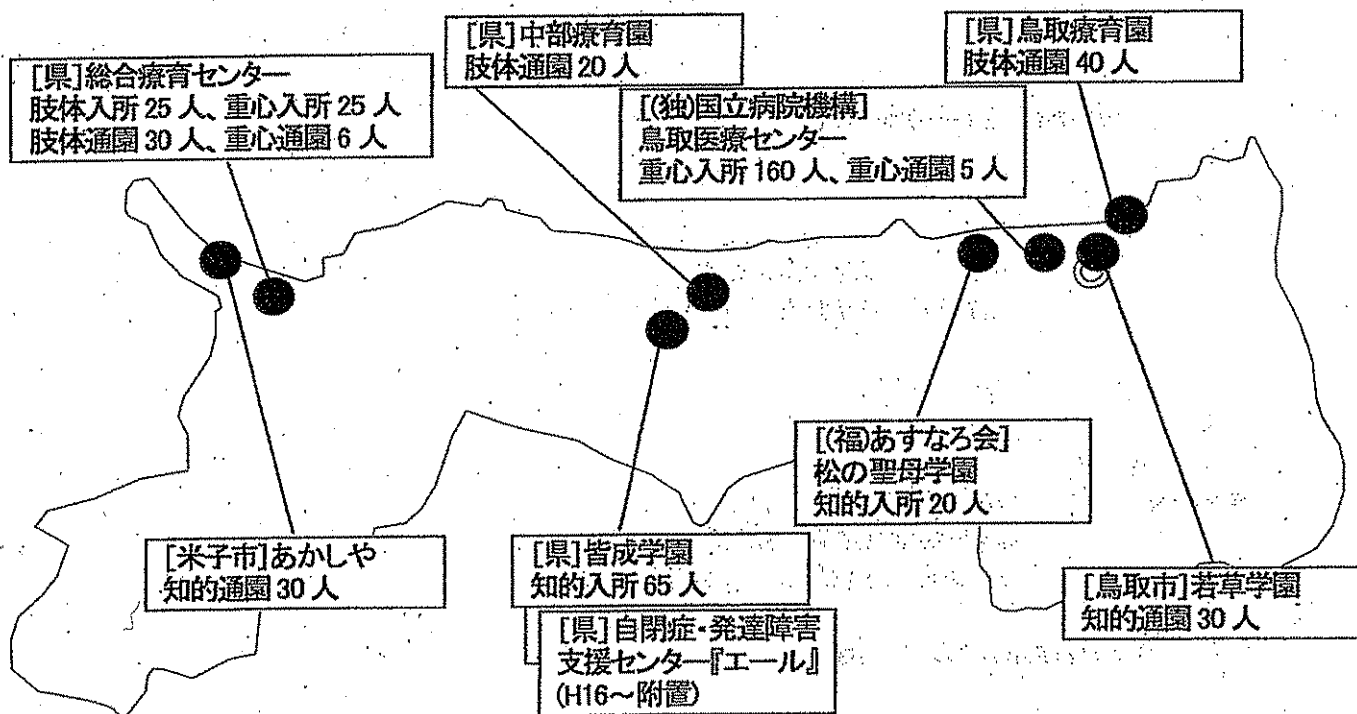 [県]総合療育センター
肢体入所 25 人、重心入所 25 人
肢体通園 30 人、重心通園 6 人
[県]中部療育園
肢体通園 20 人
[(独)国立病院機構]
鳥取医療センター
重心入所 160 人、重心通園 5 人
[県]鳥取療育園
肢体通園 40 人
[米子市]あかしや
知的通園 30 人
[県]皆成学園
知的入所 65 人
[県]自閉症・発達障害
支援センター『エール』
(H16～附置)
[(福)あすなろ会]
松の聖母学園
知的入所 20 人
[鳥取市]若草学園
知的通園 30 人